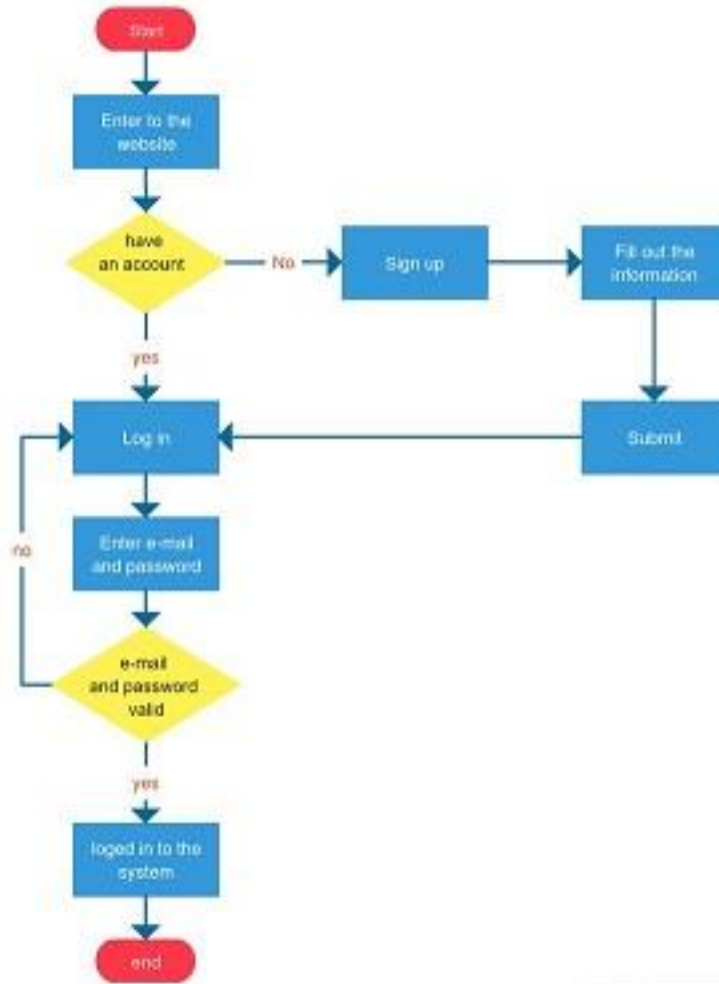 Start
Enter to the
website
have
an account
No
Sign up
Fill out the
information
yes
Log in
Submit
Enter e-mail
and password
no
e-mail
and password
valid
yes
loged in to the
system
end